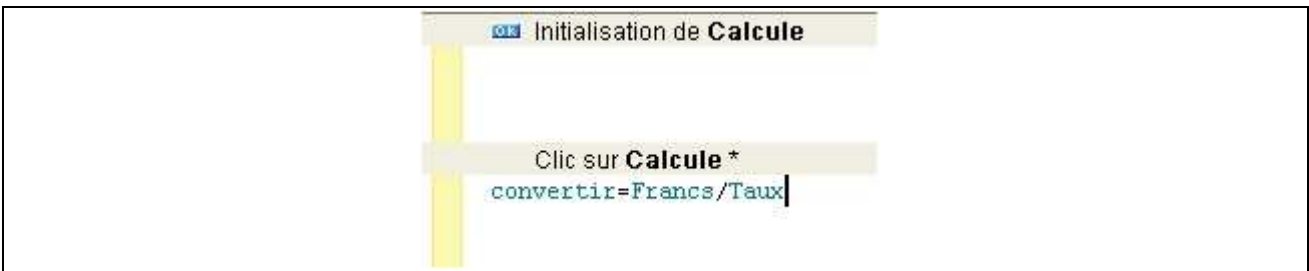 OK Initialisation de Calcule
Clic sur Calcule *
convertir=Francs/Taux